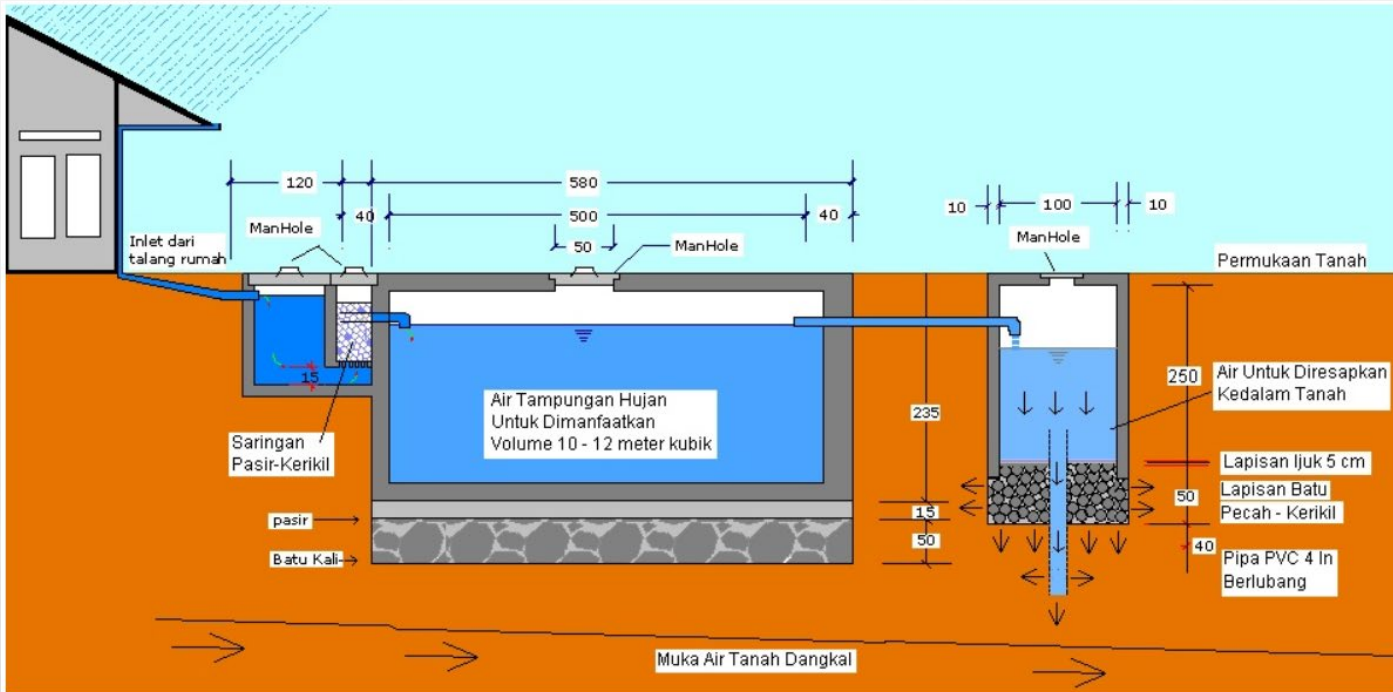 120
580
40
500
40
50
10
100
10
ManHole
ManHole
ManHole
Inlet dari
talang rumah
Permukaan Tanah
15
Air Tampungan Hujan
Untuk Dimanfaatkan
Volume 10 - 12 meter kubik
235
250
Air Untuk Diresapkan
Kedalam Tanah
Saringan
Pasir-Kerikil
Lapisan Ijuk 5 cm
Lapisan Batu
Pecah - Kerikil
50
pasir
15
50
Batu Kali
40
Pipa PVC 4 In
Berlubang
Muka Air Tanah Dangkal